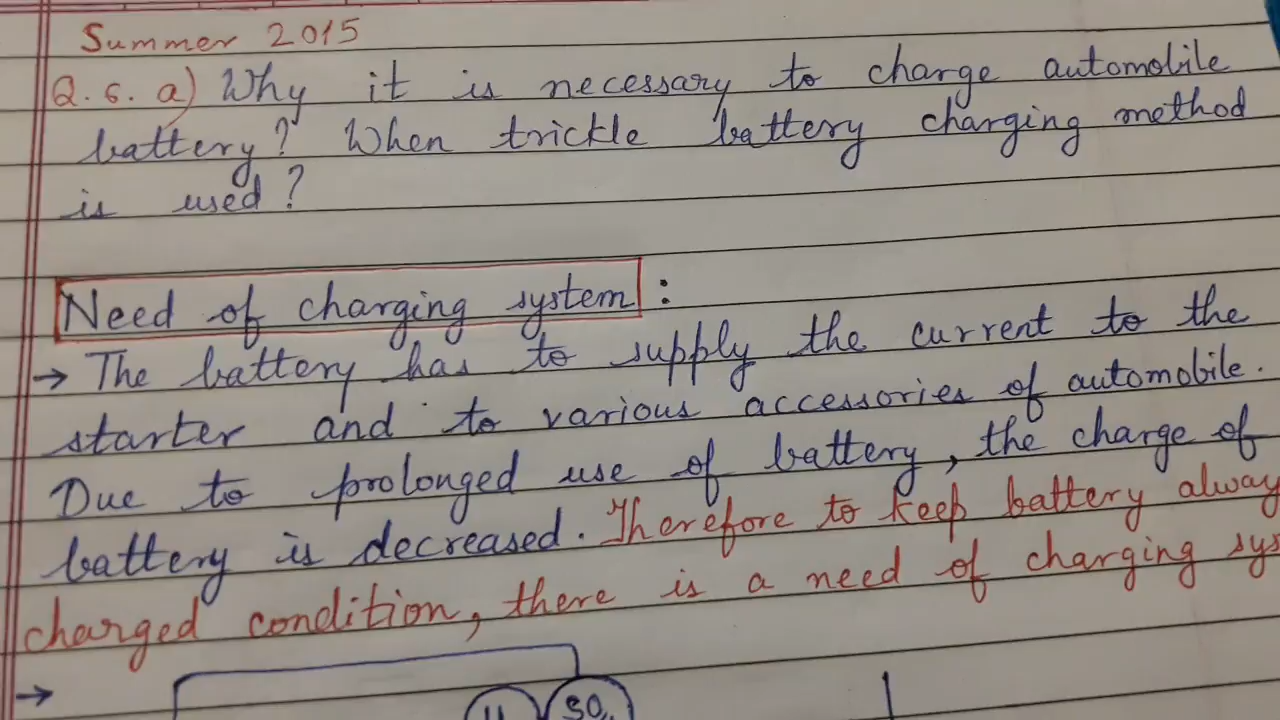 Summer 2015
Q.6. a) Why it is necessary to charge automobile
battery? When trickle battery charging method
is used?
Need of charging system :
→ The battery has to supply the current to the
starter and to various accessories of automobile.
Due to prolonged use of battery, the charge of
battery is decreased. Therefore to keep battery alway
charged condition, there is a need of charging sys
→